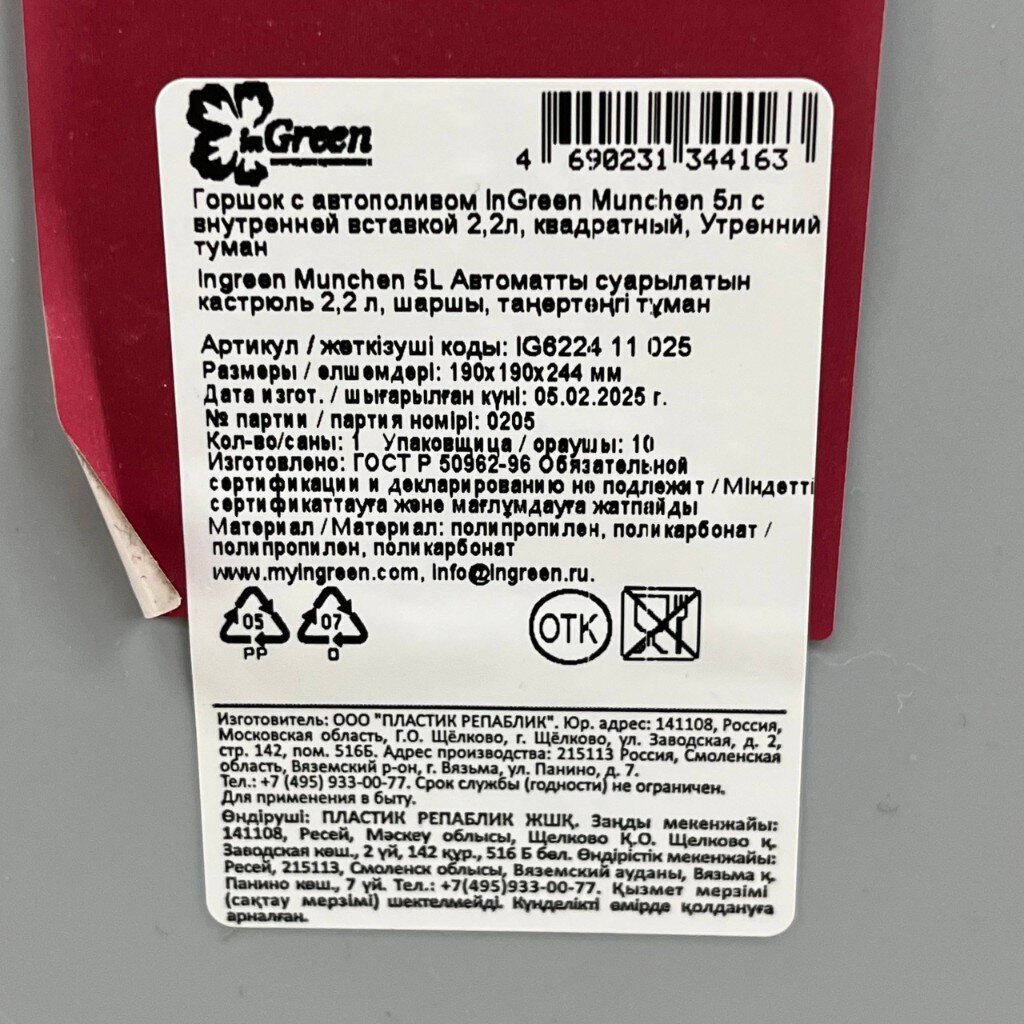 inGreen
4 690231 344163
Горшок с автополивом InGreen Munchen 5л с
внутренней вставкой 2,2л, квадратный, Утренний
туман
Ingreen Munchen 5L Автоматты суарылатын
кастрюль 2,2 л, шаршы, таңертеңгі тұман
Артикул / жеткізуші коды: IG6224 11 025
Размеры / өлшемдері: 190x190x244 мм
Дата изгот. / шығарылған күні: 05.02.2025 г.
№ партии / партия номірі: 0205
Кол-во/саны: 1 Упаковщица / ораушы: 10
Изготовлено: ГОСТ Р 50962-96 Обязательной
сертификации и декларированию не подлежит / Міндетті
сертификаттауға және мағлұмдауға жатпайды
Материал / Материал: полипропилен, поликарбонат /
полипропилен, поликарбонат
www.myingreen.com, info@ingreen.ru.
05 07 ОТК
PP O
Изготовитель: ООО "ПЛАСТИК РЕПАБЛИК". Юр. адрес: 141108, Россия,
Московская область, Г.О. Щёлково, г. Щёлково, ул. Заводская, д. 2,
стр. 142, пом. 516Б. Адрес производства: 215113 Россия, Смоленская
область, Вяземский р-он, г. Вязьма, ул. Панино, д. 7.
Тел.: +7 (495) 933-00-77. Срок службы (годности) не ограничен.
Для применения в быту.
Өндіруші: ПЛАСТИК РЕПАБЛИК ЖШҚ. Заңды мекенжайы:
141108, Ресей, Мәскеу облысы, Щелково Қ.О. Щелково қ.
Заводская көш., 2 үй, 142 құр., 516 Б бөл. Өндірістік мекенжайы:
Ресей, 215113, Смоленск облысы, Вяземский ауданы, Вязьма қ.
Панино көш., 7 үй. Тел.: +7(495)933-00-77. Қызмет мерзімі
(сақтау мерзімі) шектелмейді. Күнделікті өмірде қолдануға
арналған.